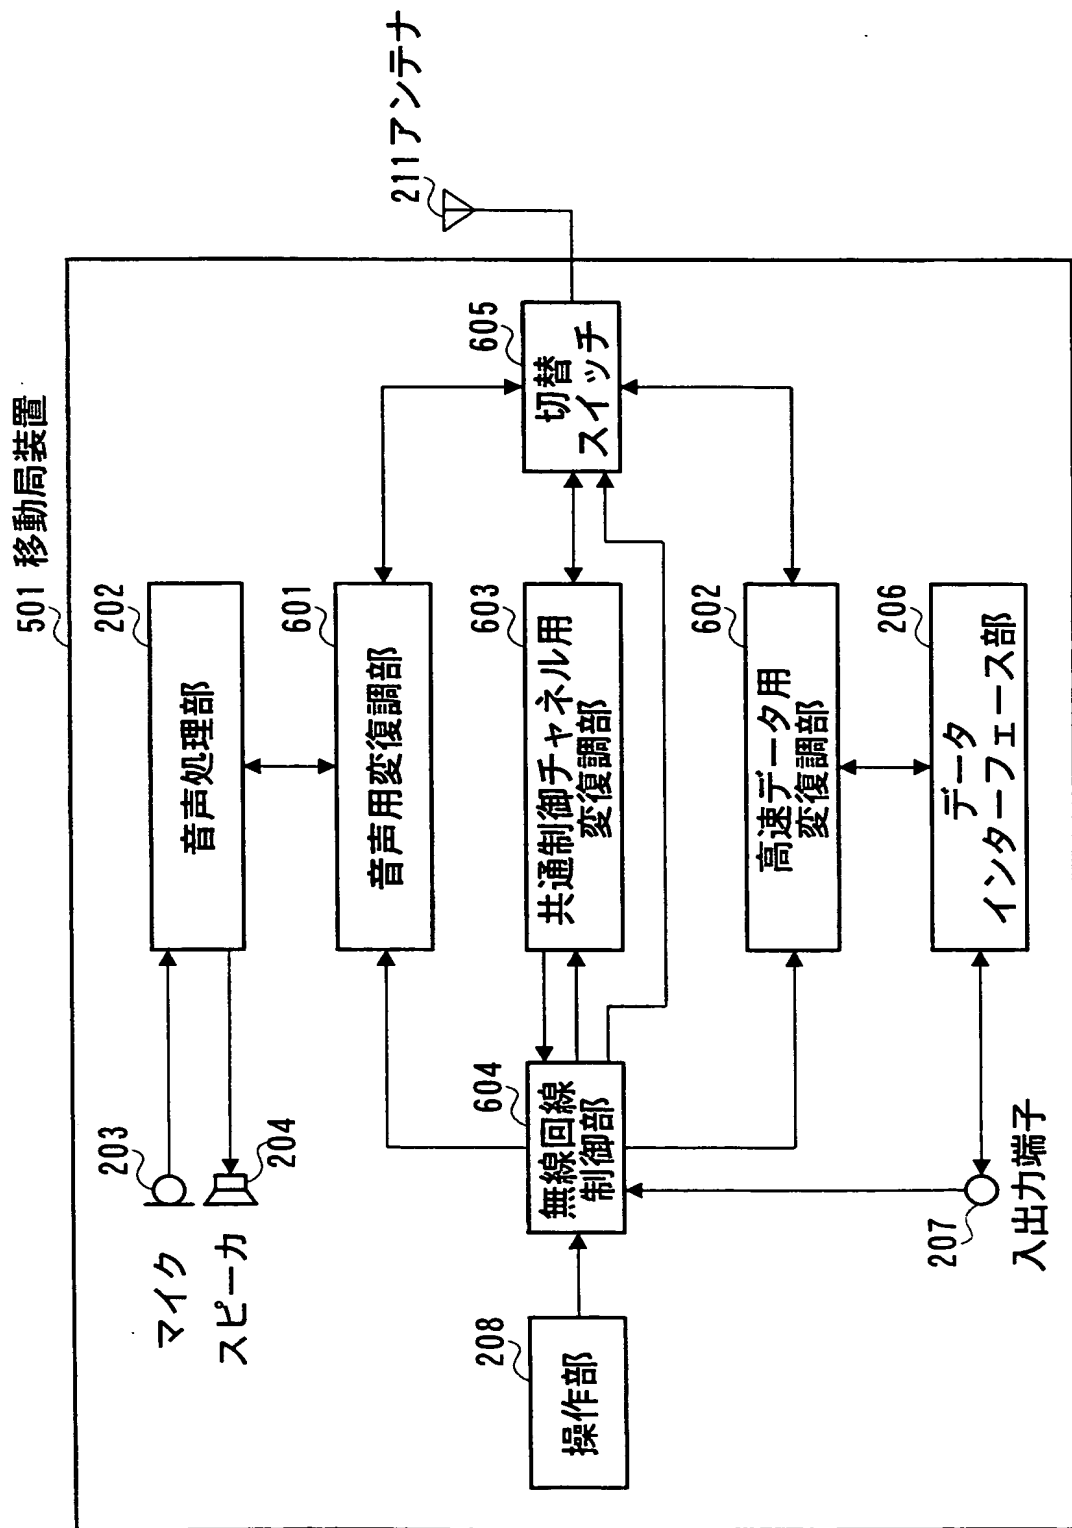 501 移動局装置
マイク
203
スピーカ
204
202
音声処理部
601
音声用変復調部
211アンテナ
208
操作部
604
無線回線
制御部
603
共通制御チャネル用
変復調部
605
切替
スイッチ
602
高速データ用
変復調部
207
入出力端子
206
データ
インターフェース部